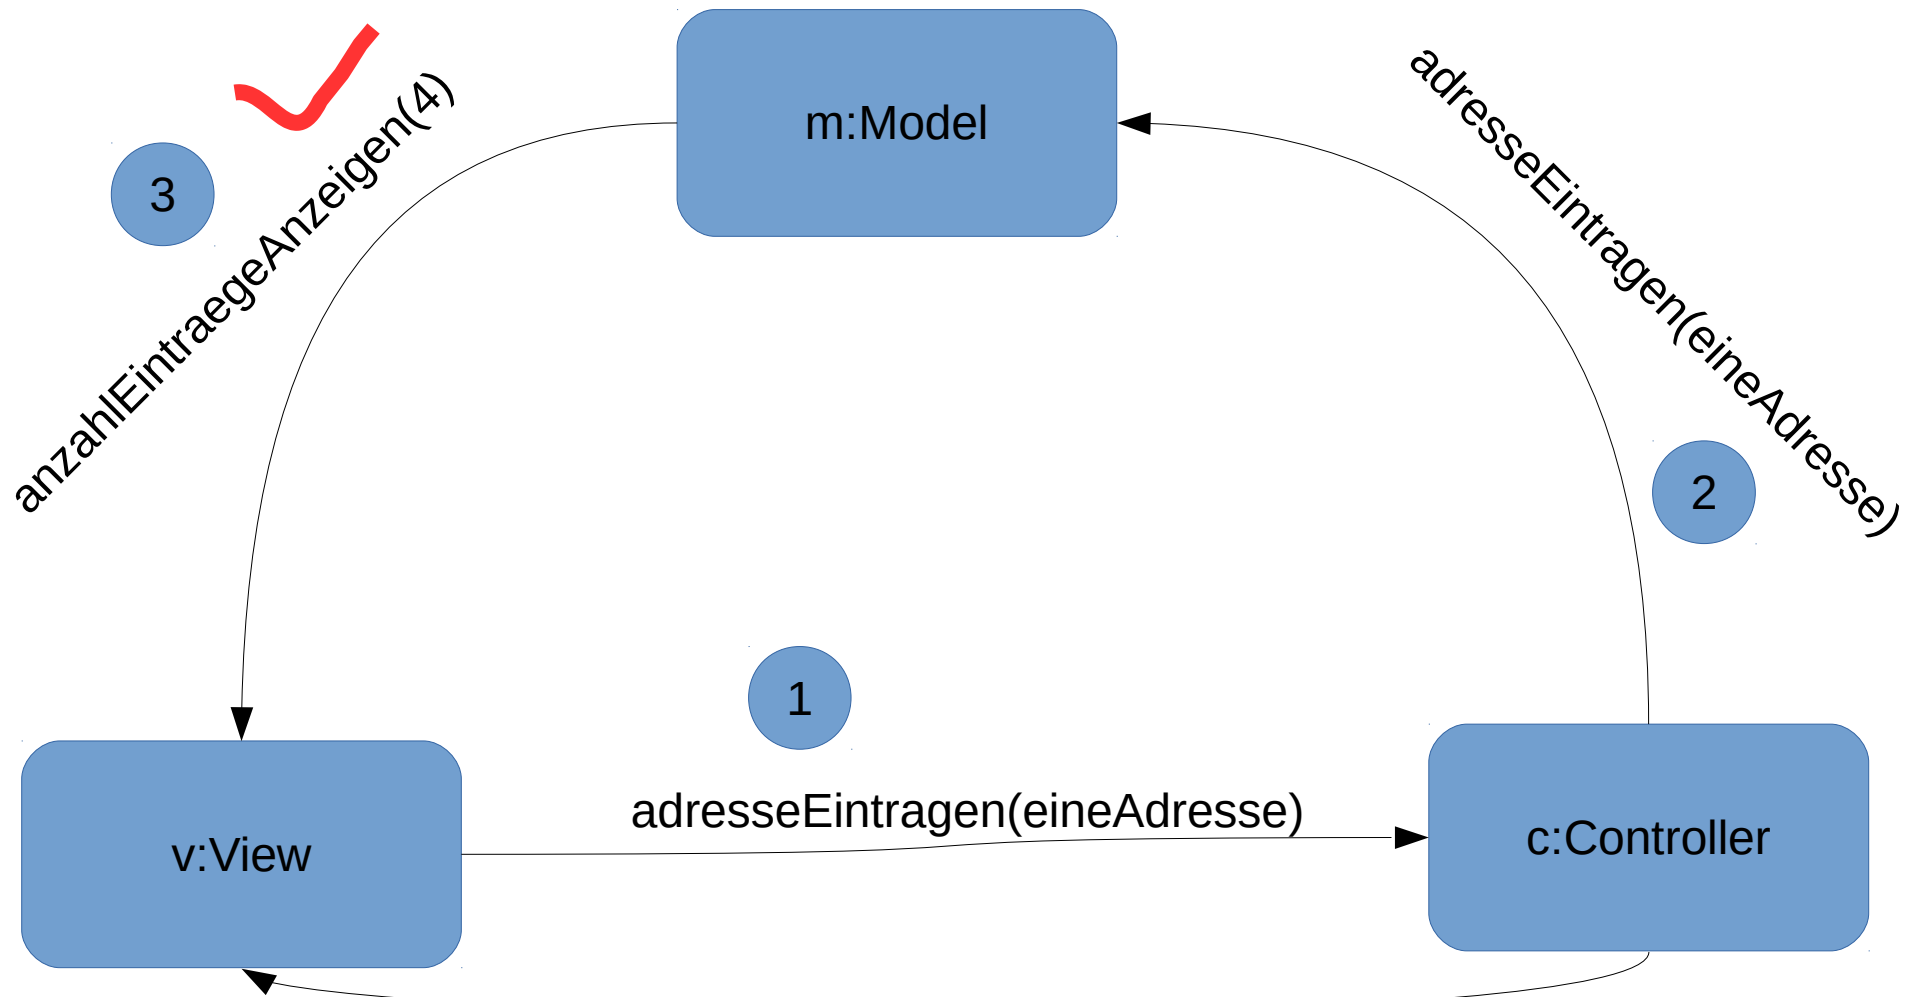 m:Model
adresseEintragen(eineAdresse)
3
anzahlEintraegeAnzeigen(4)
2
1
adresseEintragen(eineAdresse)
v:View
c:Controller